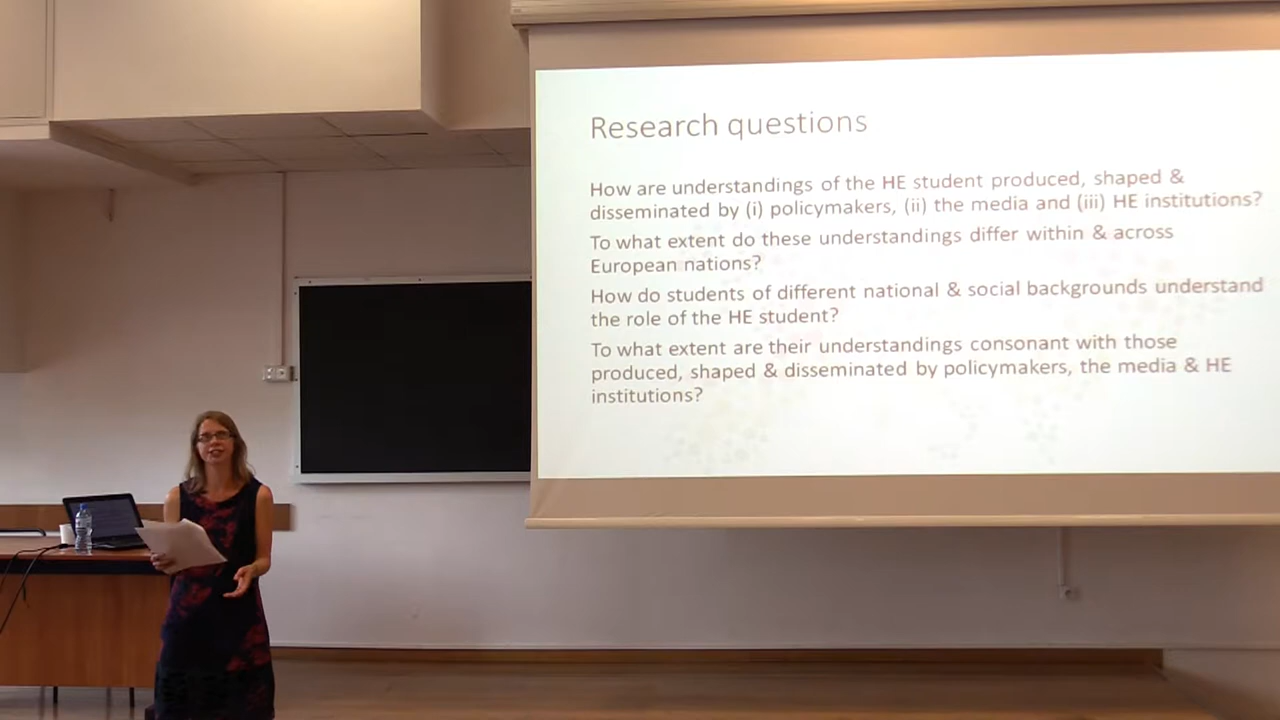 Research questions
How are understandings of the HE student produced, shaped &
disseminated by (i) policymakers, (ii) the media and (iii) HE institutions?
To what extent do these understandings differ within & across
European nations?
How do students of different national & social backgrounds understand
the role of the HE student?
To what extent are their understandings consonant with those
produced, shaped & disseminated by policymakers, the media & HE
institutions?